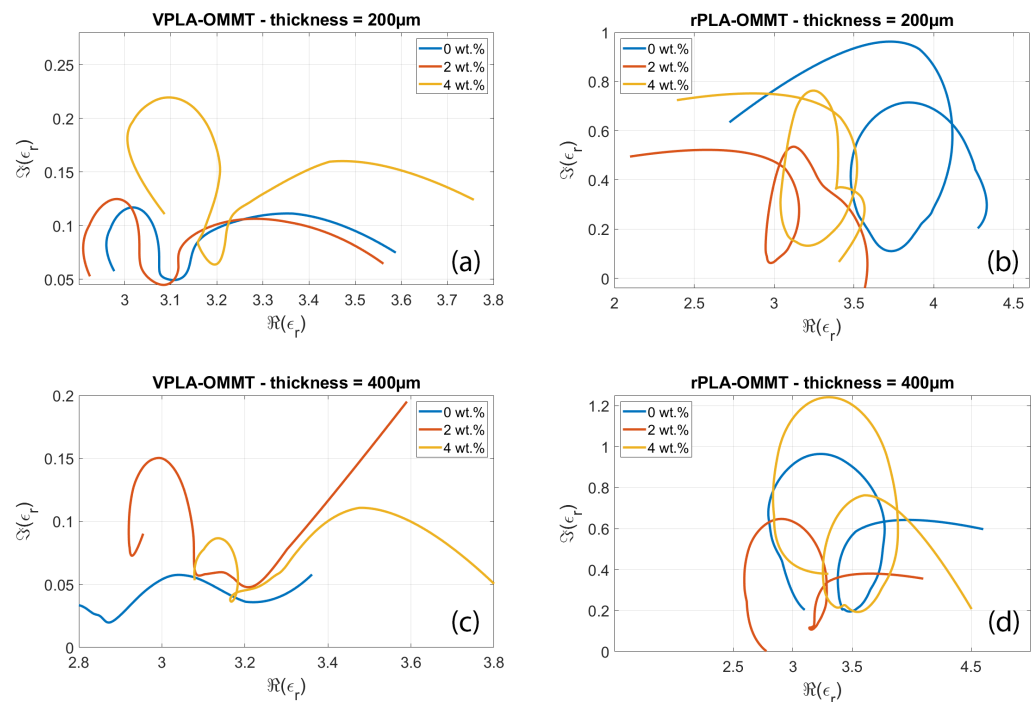 VPLA-OMMT - thickness = 200µm
0.25
0.2
0.15
0.1
0.05
ℑ(ϵr)
0 wt.%
2 wt.%
4 wt.%
(a)
3
3.1
3.2
3.3
3.4
3.5
3.6
3.7
3.8
ℜ(ϵr)
rPLA-OMMT - thickness = 200µm
1
0.8
0.6
0.4
0.2
0
ℑ(ϵr)
0 wt.%
2 wt.%
4 wt.%
(b)
2
2.5
3
3.5
4
4.5
ℜ(ϵr)
VPLA-OMMT - thickness = 400µm
0.2
0.15
0.1
0.05
0
ℑ(ϵr)
0 wt.%
2 wt.%
4 wt.%
(c)
2.8
3
3.2
3.4
3.6
3.8
ℜ(ϵr)
rPLA-OMMT - thickness = 400µm
1.2
1
0.8
0.6
0.4
0.2
0
ℑ(ϵr)
0 wt.%
2 wt.%
4 wt.%
(d)
2.5
3
3.5
4.5
ℜ(ϵr)